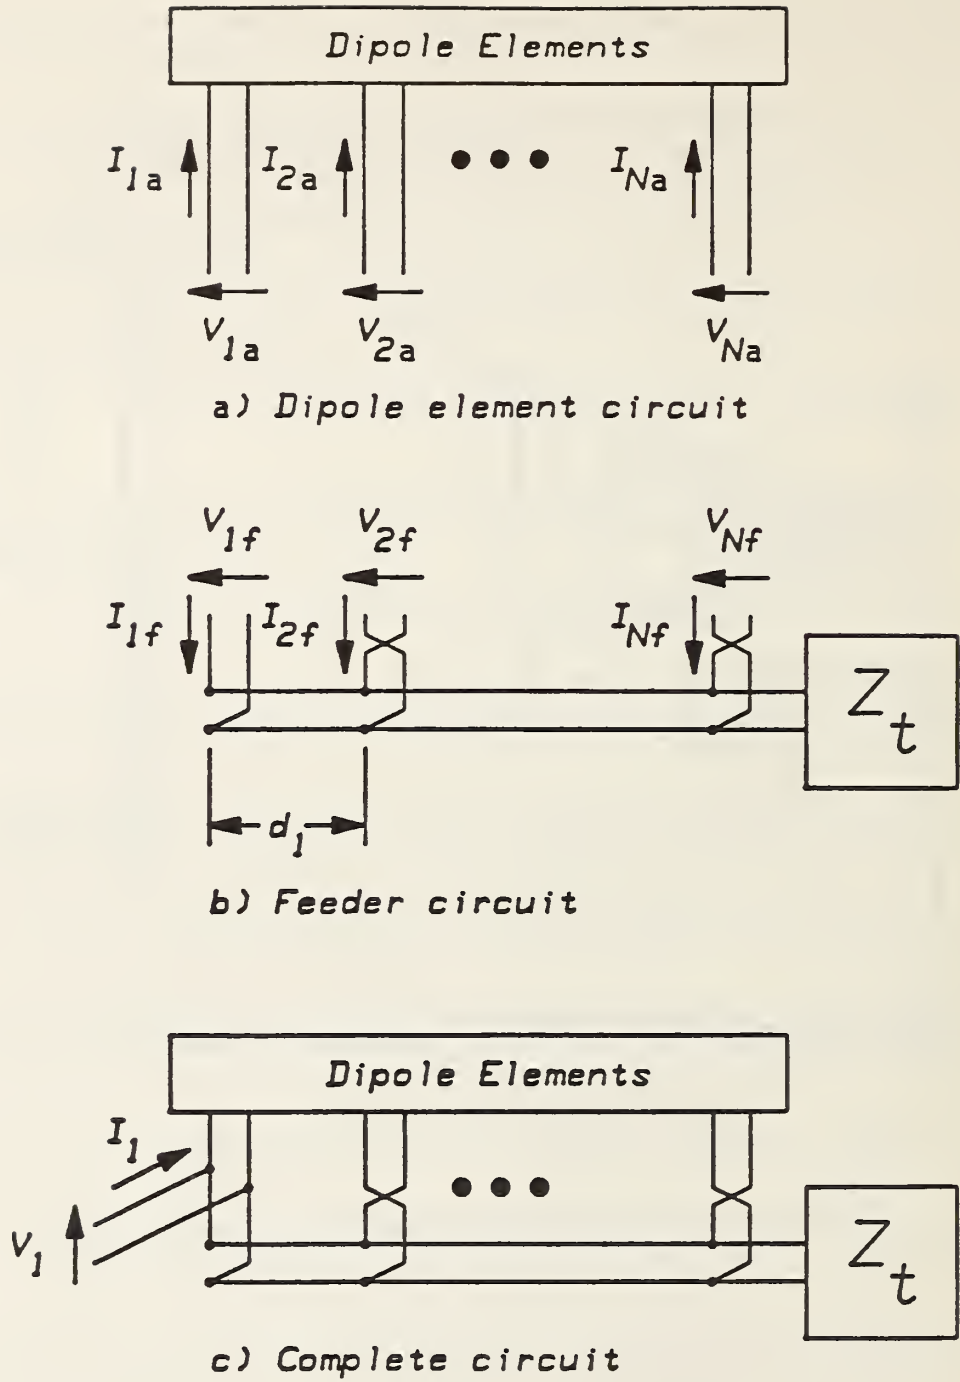 Dipole Elements
I1a I2a INa
V1a V2a VNa
a) Dipole element circuit
V1f V2f VNf
I1f I2f INf
Zt
d1
b) Feeder circuit
Dipole Elements
I1
V1
Zt
c) Complete circuit